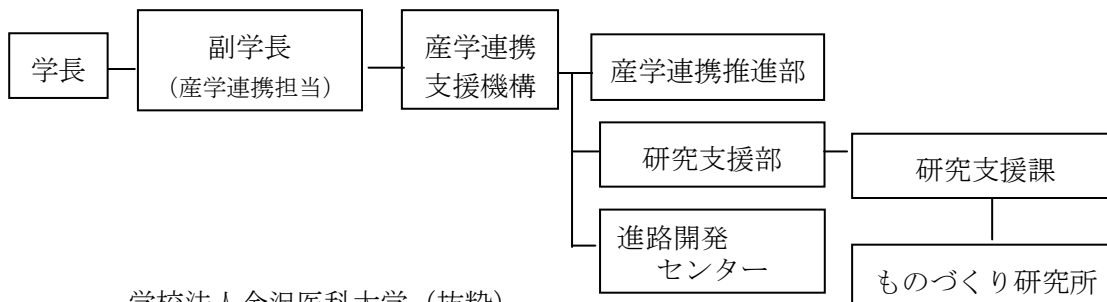 学長
副学長
（産学連携担当）
産学連携
支援機構
産学連携推進部
研究支援部
研究支援課
進路開発
センター
ものづくり研究所
学校法人金沢医科大学（抜粋）